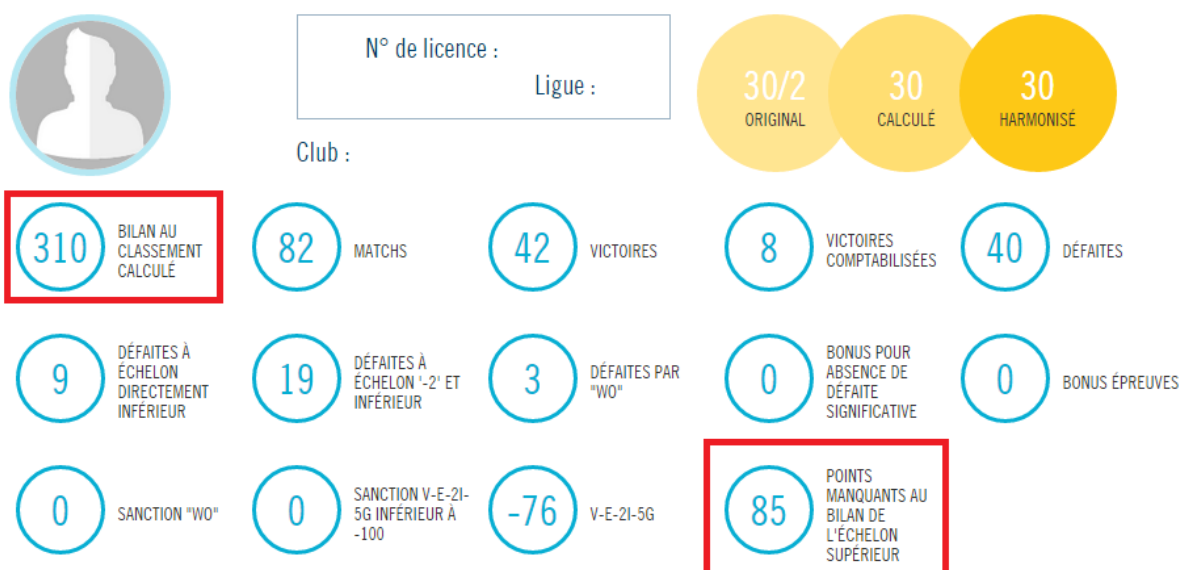 N° de licence :
Ligue :
Club :
30/2
ORIGINAL
30
CALCULÉ
30
HARMONISÉ
310
BILAN AU
CLASSEMENT
CALCULÉ
82
MATCHS
42
VICTOIRES
8
VICTOIRES
COMPTABILISÉES
40
DÉFAITES
9
DÉFAITES À
ÉCHELON
DIRECTEMENT
INFÉRIEUR
19
DÉFAITES À
ÉCHELON '-2' ET
INFÉRIEUR
3
DÉFAITES PAR
"WO"
0
BONUS POUR
ABSENCE DE
DÉFAITE
SIGNIFICATIVE
0
BONUS ÉPREUVES
0
SANCTION "WO"
0
SANCTION V-E-2I-
5G INFÉRIEUR À
-100
-76
V-E-2I-5G
85
POINTS
MANQUANTS AU
BILAN DE
L'ÉCHELON
SUPÉRIEUR